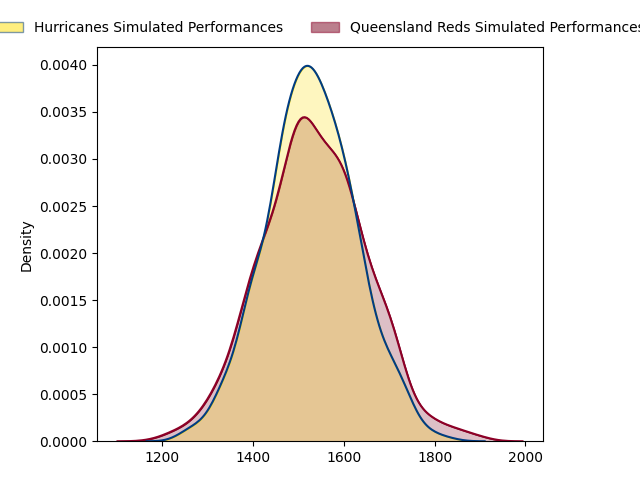 Hurricanes Simulated Performances
Queensland Reds Simulated Performances
0.0040
0.0035
0.0030
0.0025
0.0020
0.0015
0.0010
0.0005
0.0000
Density
1200 1400 1600 1800 2000